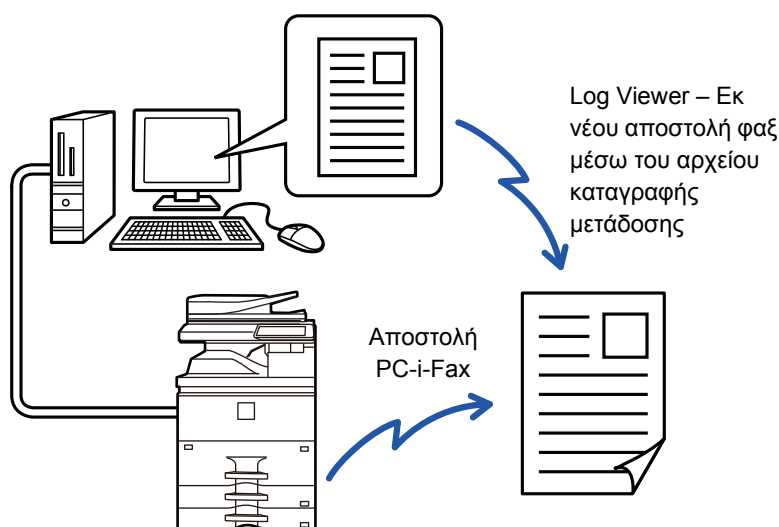 Log Viewer – Εκ
νέου αποστολή φαξ
μέσω του αρχείου
καταγραφής
μετάδοσης
Αποστολή
PC-i-Fax